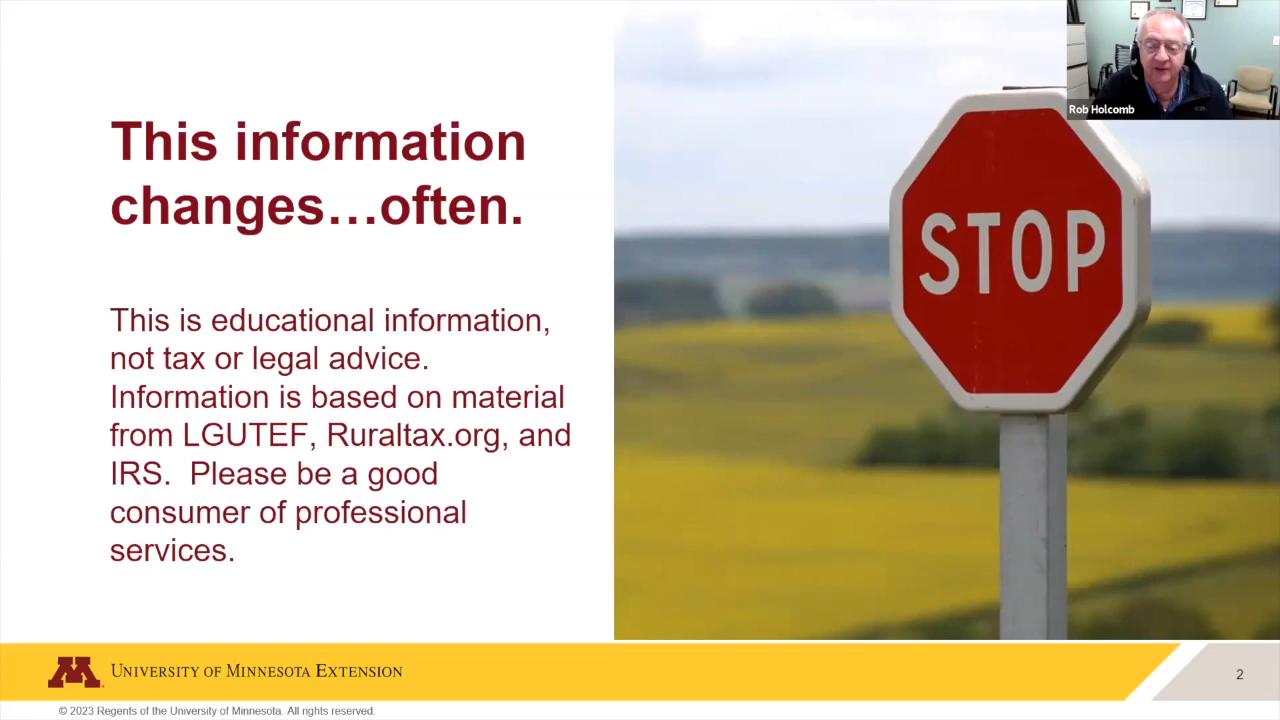 This information
changes…often.
This is educational information,
not tax or legal advice.
Information is based on material
from LGUTEF, Ruraltax.org, and
IRS.  Please be a good
consumer of professional
services.
STOP
Rob Holcomb
M
University of Minnesota Extension
2
© 2023 Regents of the University of Minnesota. All rights reserved.